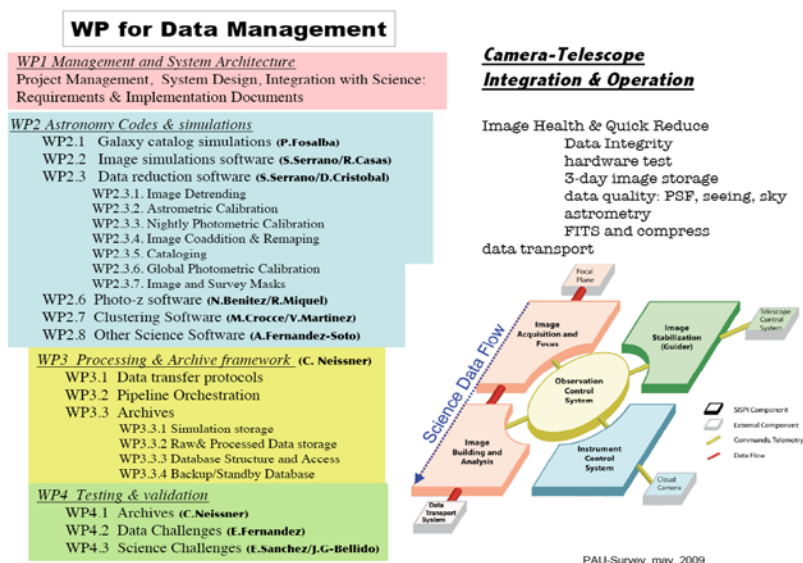 WP for Data Management
WP1 Management and System Architecture
Project Management, System Design, Integration with Science:
Requirements & Implementation Documents
WP2 Astronomy Codes & simulations
WP2.1 Galaxy catalog simulations (P.Fosalba)
WP2.2 Image simulations software (S.Serrano/R.Casas)
WP2.3 Data reduction software (S.Serrano/D.Cristobal)
WP2.3.1. Image Detrending
WP2.3.2. Astrometric Calibration
WP2.3.3. Nightly Photometric Calibration
WP2.3.4. Image Coaddition & Remaping
WP2.3.5. Cataloging
WP2.3.6. Global Photometric Calibration
WP2.3.7. Image and Survey Masks
WP2.6 Photo-z software (N.Benitez/R.Miquel)
WP2.7 Clustering Software (M.Crocce/V.Martinez)
WP2.8 Other Science Software (A.Fernandez-Soto)
WP3 Processing & Archive framework (C. Neissner)
WP3.1 Data transfer protocols
WP3.2 Pipeline Orchestration
WP3.3 Archives
WP3.3.1 Simulation storage
WP3.3.2 Raw& Processed Data storage
WP3.3.3 Database Structure and Access
WP3.3.4 Backup/Standby Database
WP4 Testing & validation
WP4.1 Archives (C.Neissner)
WP4.2 Data Challenges (E.Fernandez)
WP4.3 Science Challenges (E.Sanchez/J.G-Bellido)
Camera-Telescope
Integration & Operation
Image Health & Quick Reduce
Data Integrity
hardware test
3-day image storage
data quality: PSF, seeing, sky
astrometry
FITS and compress
data transport
Focal
Plane
Image
Acquisition and
Focus
Image
Stabilization
(Guider)
Telescope
Control
System
Science Data Flow
Observation
Control
System
Image
Building and
Analysis
Instrument
Control
System
Data
Transport
System
Cloud
Camera
SISPI Component
External Component
Commands, Telemetry
Data Flow
PAU-Survey, may, 2009